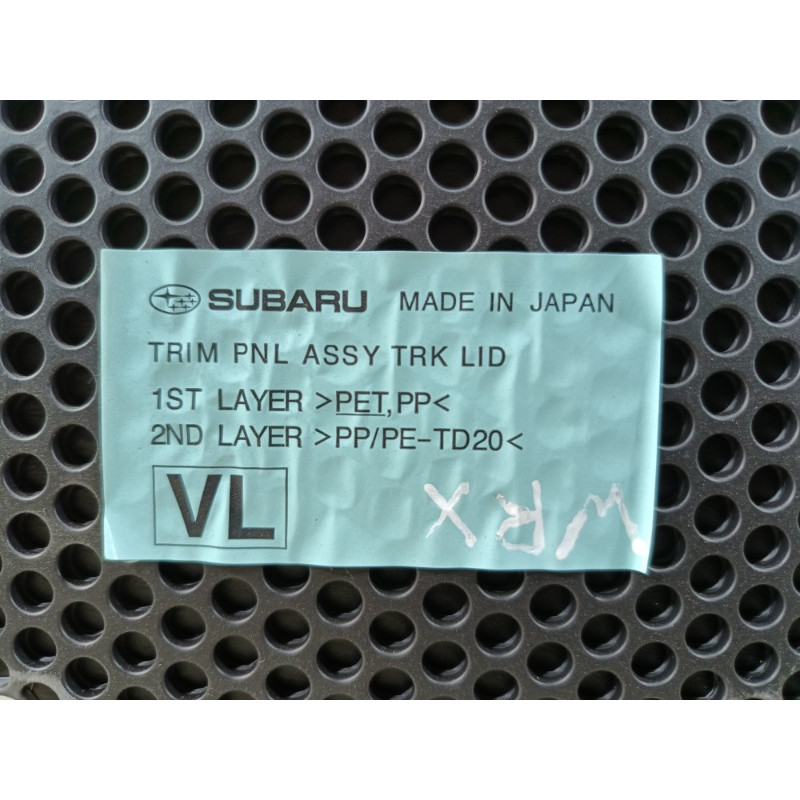 SUBARU MADE IN JAPAN
TRIM PNL ASSY TRK LID
1ST LAYER >PET,PP<
2ND LAYER >PP/PE-TD20<
VL
WRX